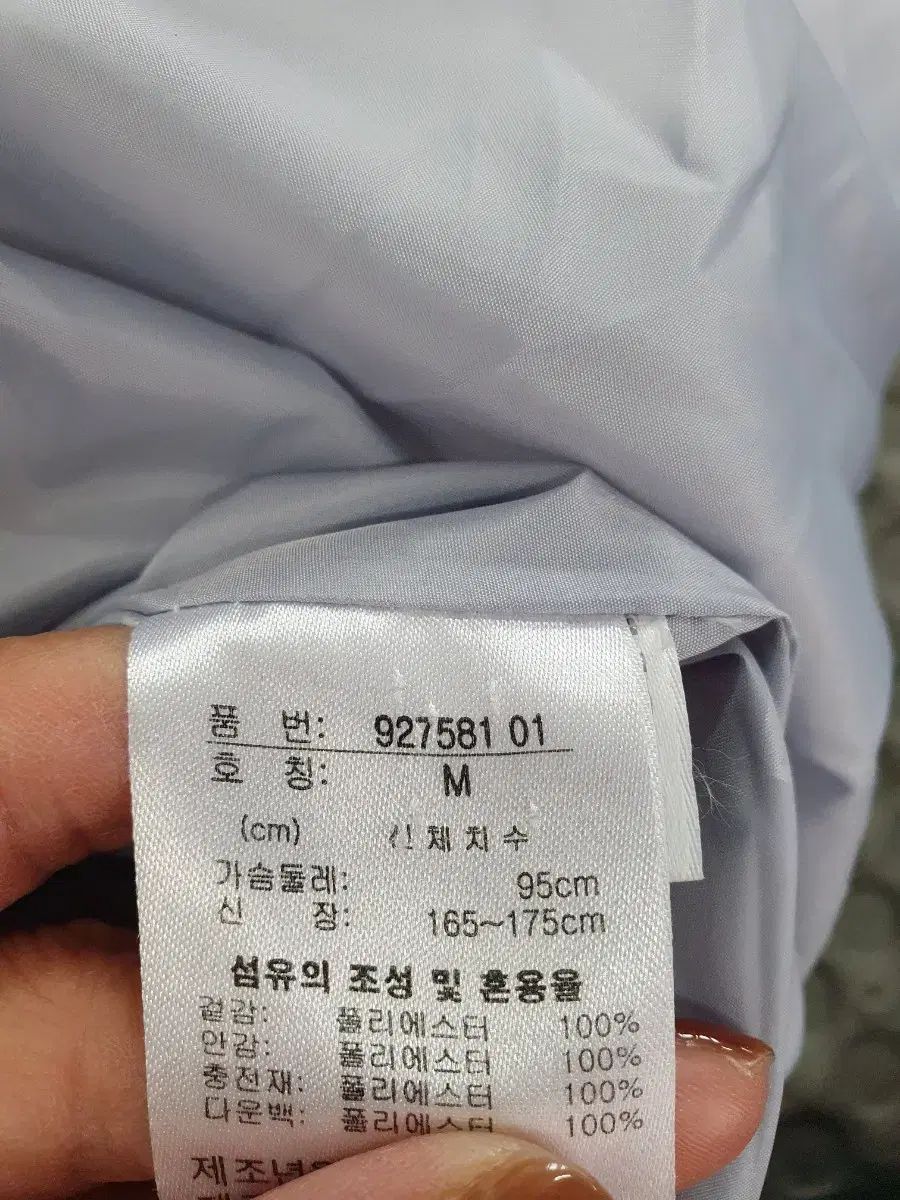 품 번: 927581 01
호 칭: M
(cm) 신체치수
가슴둘레: 95cm
신 장: 165~175cm
섬유의 조성 및 혼용율
겉감: 폴리에스터 100%
안감: 폴리에스터 100%
충전재: 폴리에스터 100%
다운백: 폴리에스터 100%
제조년